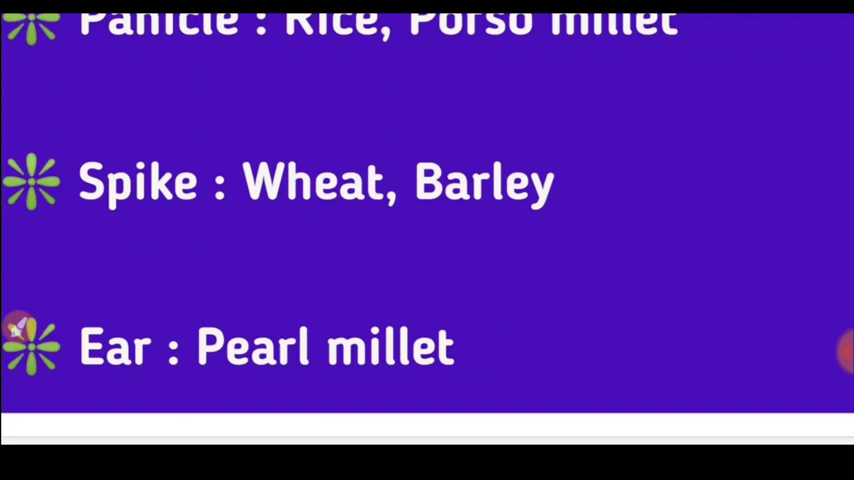 Panicle : Rice, Porso millet
Spike : Wheat, Barley
Ear : Pearl millet